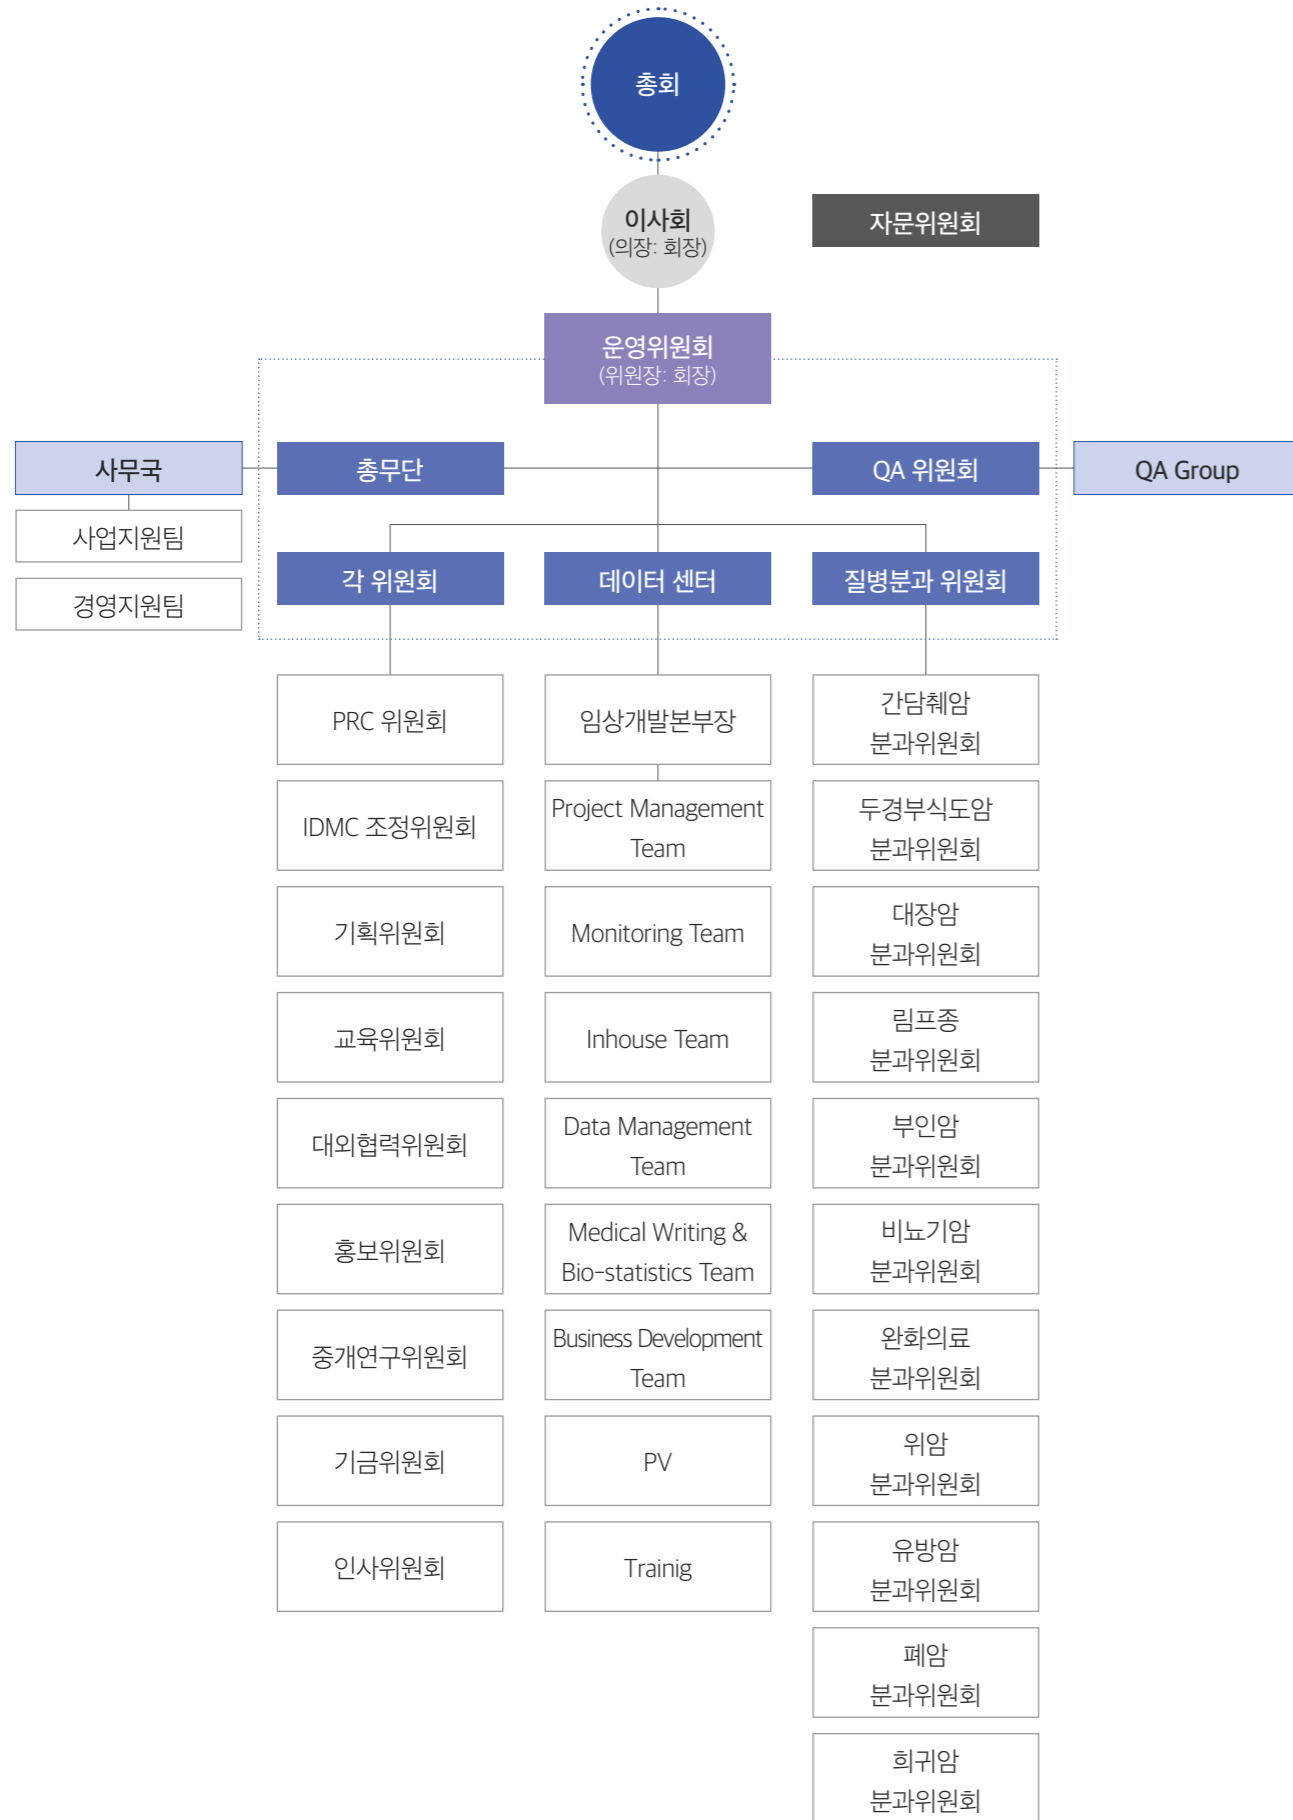 총회
이사회
(의장: 회장)
자문위원회
운영위원회
(위원장: 회장)
사무국
총무단
QA 위원회
QA Group
사업지원팀
경영지원팀
각 위원회
데이터 센터
질병분과 위원회
PRC 위원회
IDMC 조정위원회
기획위원회
교육위원회
대외협력위원회
홍보위원회
중개연구위원회
기금위원회
인사위원회
임상개발본부장
Project Management
Team
Monitoring Team
Inhouse Team
Data Management
Team
Medical Writing &
Bio-statistics Team
Business Development
Team
PV
Trainig
간담췌암
분과위원회
두경부식도암
분과위원회
대장암
분과위원회
림프종
분과위원회
부인암
분과위원회
비뇨기암
분과위원회
완화의료
분과위원회
위암
분과위원회
유방암
분과위원회
폐암
분과위원회
희귀암
분과위원회